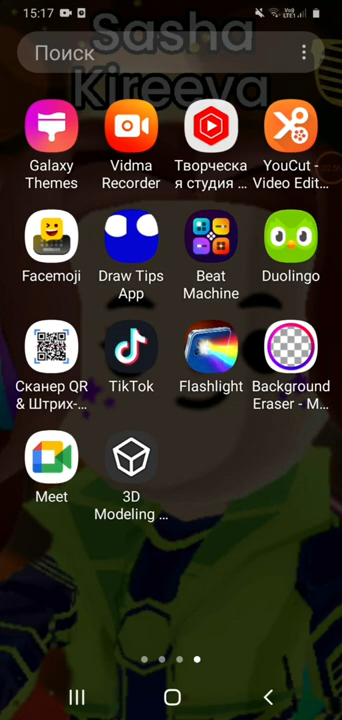 15:17
Sasha
Поиск
Kireeva
Galaxy Themes
Vidma Recorder
Творческа
я студия ...
YouCut -
Video Edit...
Facemoji
Draw Tips App
Beat Machine
Duolingo
Сканер QR
& Штрих-...
TikTok
Flashlight
Background
Eraser - M...
Meet
3D
Modeling ...